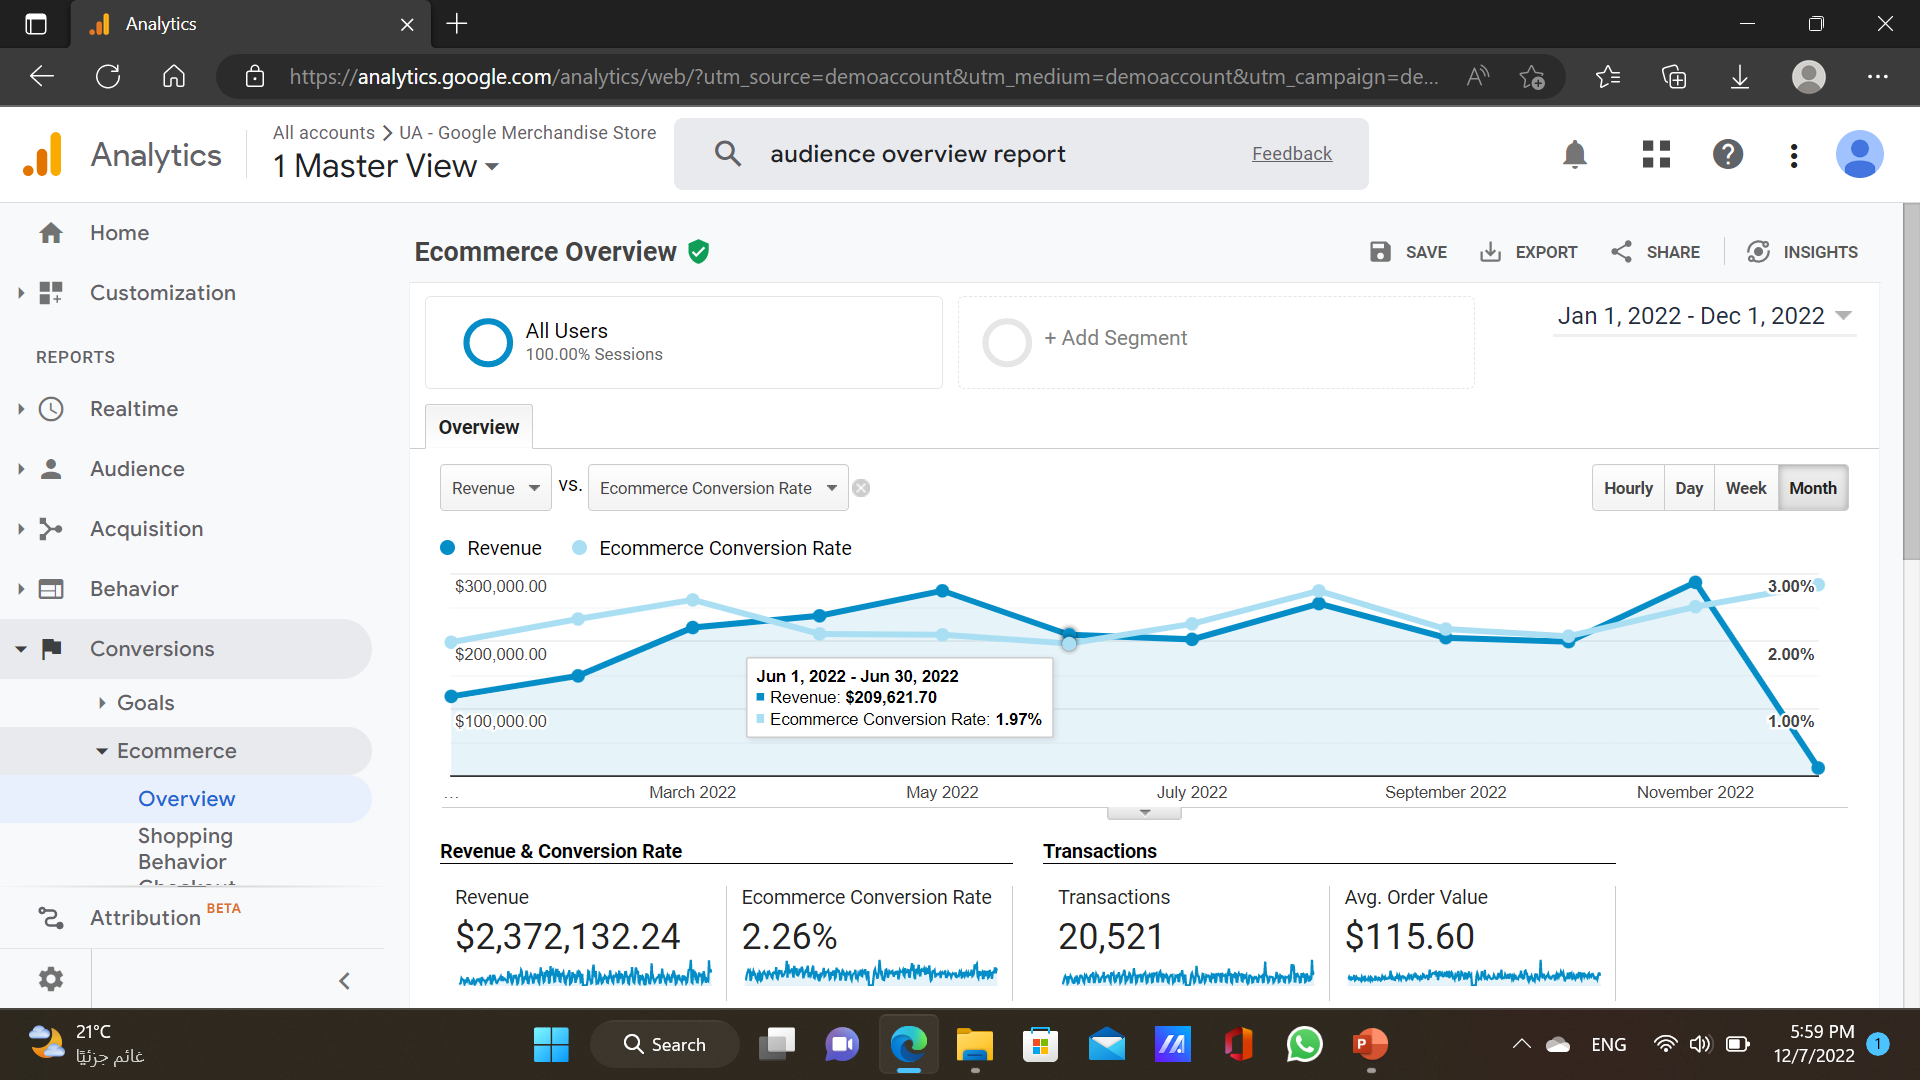 Analytics
https://analytics.google.com/analytics/web/?utm_source=demoaccount&utm_medium=demoaccount&utm_campaign=de...
Analytics
All accounts > UA - Google Merchandise Store
1 Master View
audience overview report
Feedback
Home
Customization
REPORTS
Realtime
Audience
Acquisition
Behavior
Conversions
Goals
Ecommerce
Overview
Shopping
Behavior
Attribution BETA
Ecommerce Overview
SAVE
EXPORT
SHARE
INSIGHTS
All Users
100.00% Sessions
+ Add Segment
Jan 1, 2022 - Dec 1, 2022
Overview
Revenue
VS.
Ecommerce Conversion Rate
Hourly
Day
Week
Month
Revenue
Ecommerce Conversion Rate
$300,000.00
3.00%
$200,000.00
2.00%
$100,000.00
1.00%
Jun 1, 2022 - Jun 30, 2022
Revenue: $209,621.70
Ecommerce Conversion Rate: 1.97%
...
March 2022
May 2022
July 2022
September 2022
November 2022
Revenue & Conversion Rate
Revenue
$2,372,132.24
Ecommerce Conversion Rate
2.26%
Transactions
Transactions
20,521
Avg. Order Value
$115.60
21°C
غائم جزئيًا
Search
ENG
5:59 PM
12/7/2022
1